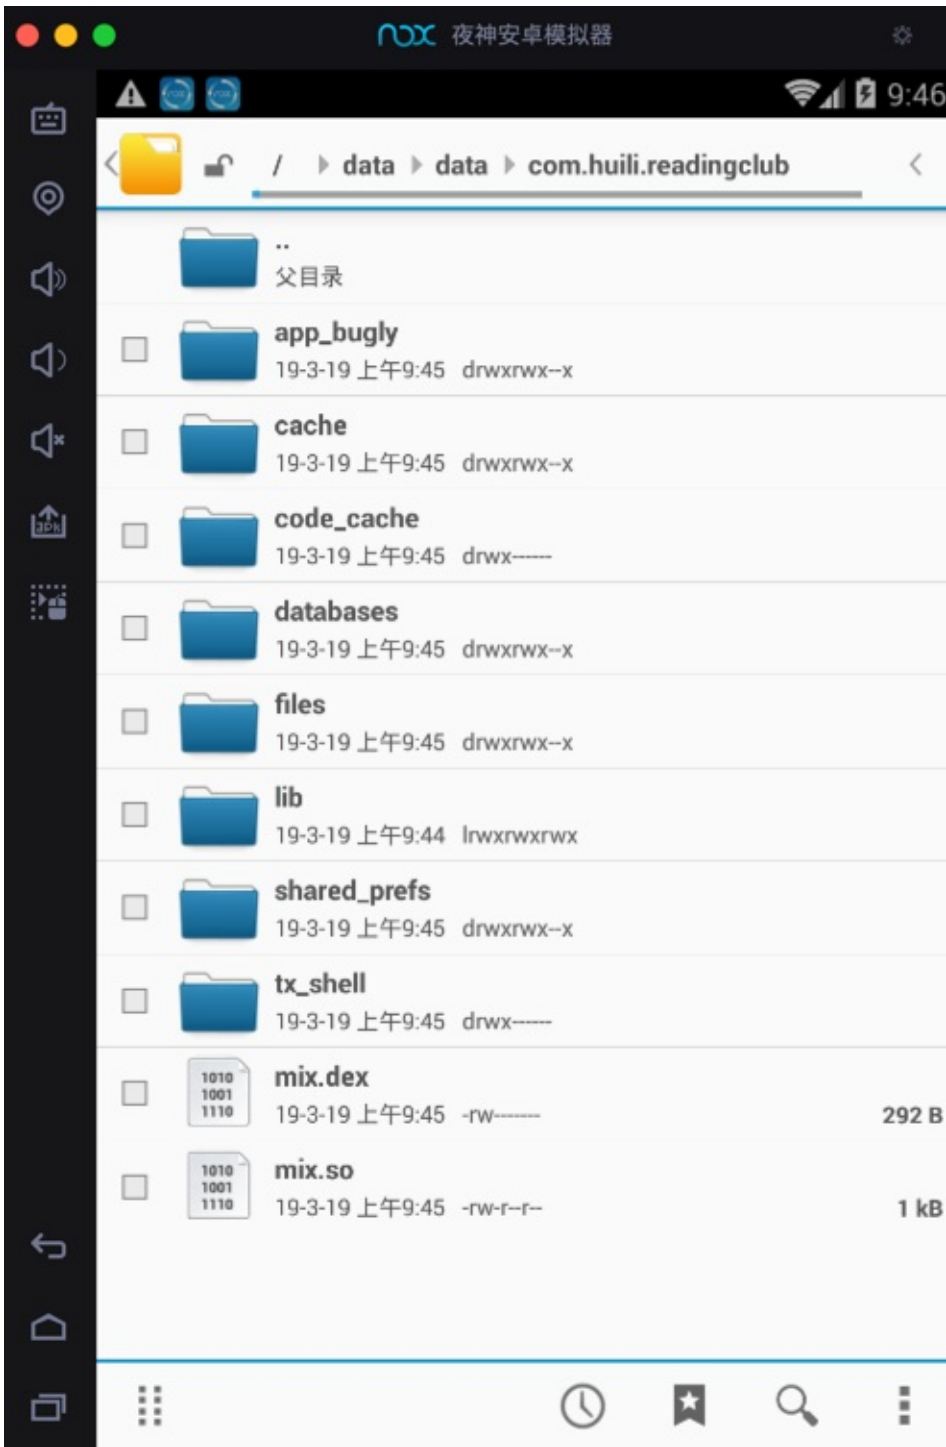 nox 夜神安卓模拟器
9:46
/ data data com.huili.readingclub
..
父目录
app_bugly
19-3-19 上午9:45 drwxrwx--x
cache
19-3-19 上午9:45 drwxrwx--x
code_cache
19-3-19 上午9:45 drwx------
databases
19-3-19 上午9:45 drwxrwx--x
files
19-3-19 上午9:45 drwxrwx--x
lib
19-3-19 上午9:44 lrwxrwxrwx
shared_prefs
19-3-19 上午9:45 drwxrwx--x
tx_shell
19-3-19 上午9:45 drwx------
1010
1001
1110
mix.dex
19-3-19 上午9:45 -rw-------
292 B
1010
1001
1110
mix.so
19-3-19 上午9:45 -rw-r--r--
1 kB